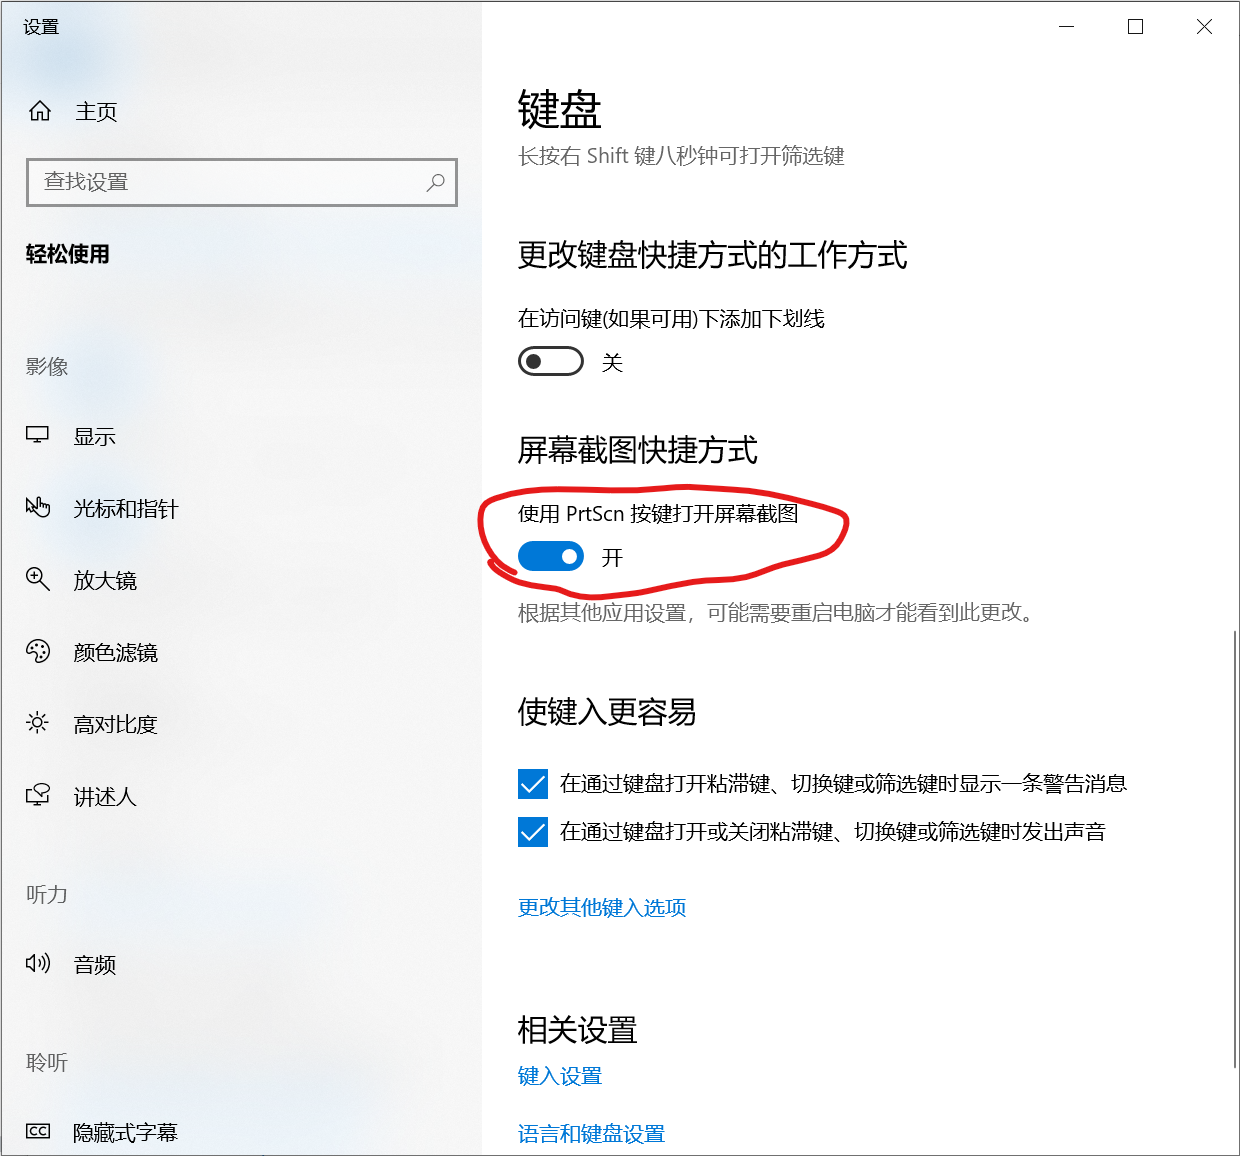 设置
主页
查找设置
轻松使用
影像
显示
光标和指针
放大镜
颜色滤镜
高对比度
讲述人
听力
音频
聆听
CC 隐藏式字幕
键盘
长按右 Shift 键八秒钟可打开筛选键
更改键盘快捷方式的工作方式
在访问键(如果可用)下添加下划线
关
屏幕截图快捷方式
使用 PrtScn 按键打开屏幕截图
开
根据其他应用设置，可能需要重启电脑才能看到此更改。
使键入更容易
在通过键盘打开粘滞键、切换键或筛选键时显示一条警告消息
在通过键盘打开或关闭粘滞键、切换键或筛选键时发出声音
更改其他键入选项
相关设置
键入设置
语言和键盘设置